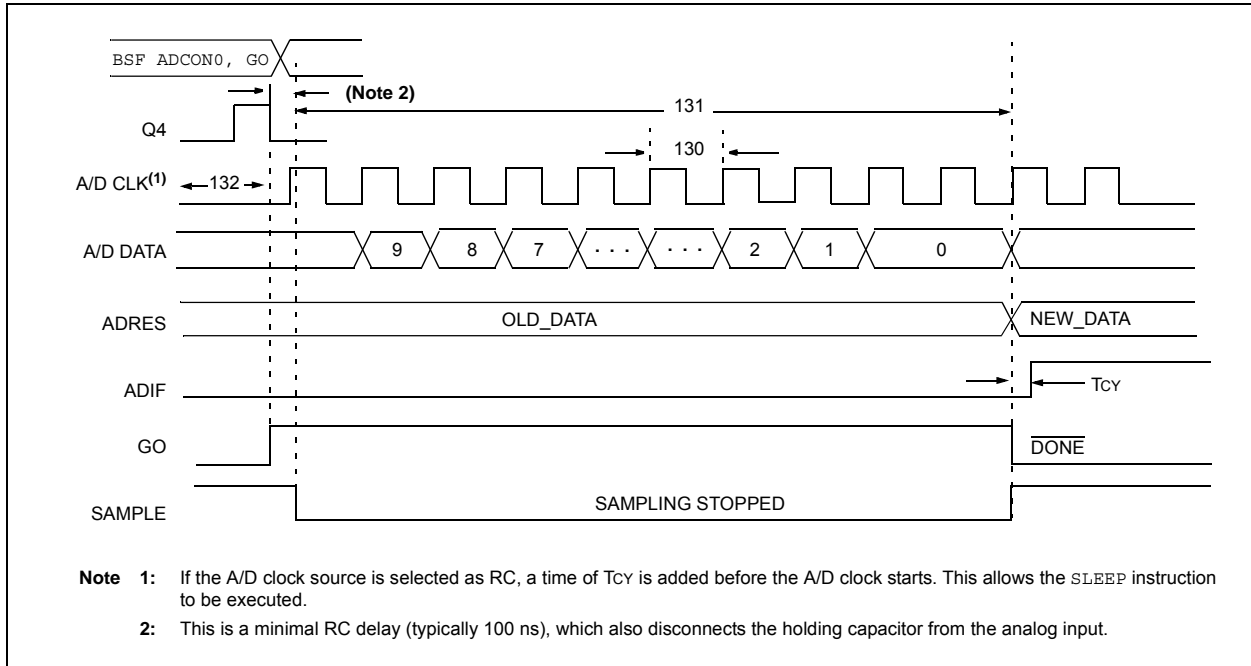 BSF ADCON0, GO
(Note 2)
131
Q4
130
A/D CLK(1)
132
A/D DATA
9 8 7 . . . . . . 2 1 0
ADRES
OLD_DATA
NEW_DATA
ADIF
TCY
GO
DONE
SAMPLE
SAMPLING STOPPED
Note 1: If the A/D clock source is selected as RC, a time of TCY is added before the A/D clock starts. This allows the SLEEP instruction
to be executed.
2: This is a minimal RC delay (typically 100 ns), which also disconnects the holding capacitor from the analog input.